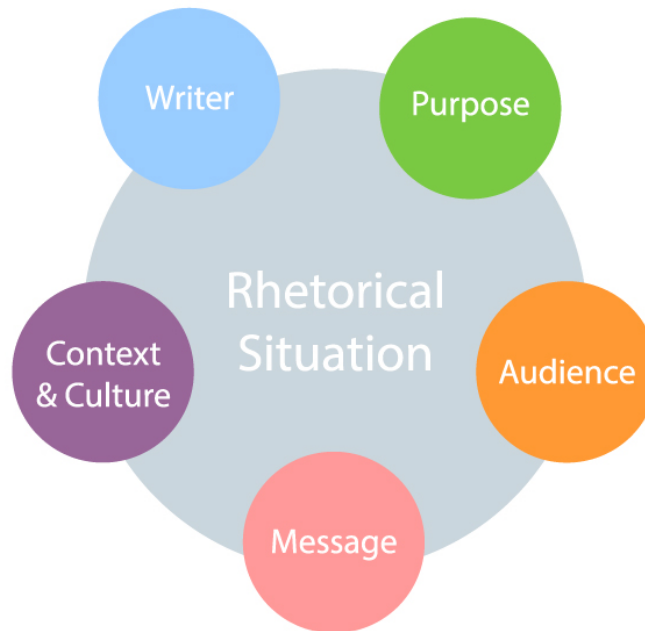 Writer
Purpose
Rhetorical
Situation
Context
& Culture
Audience
Message